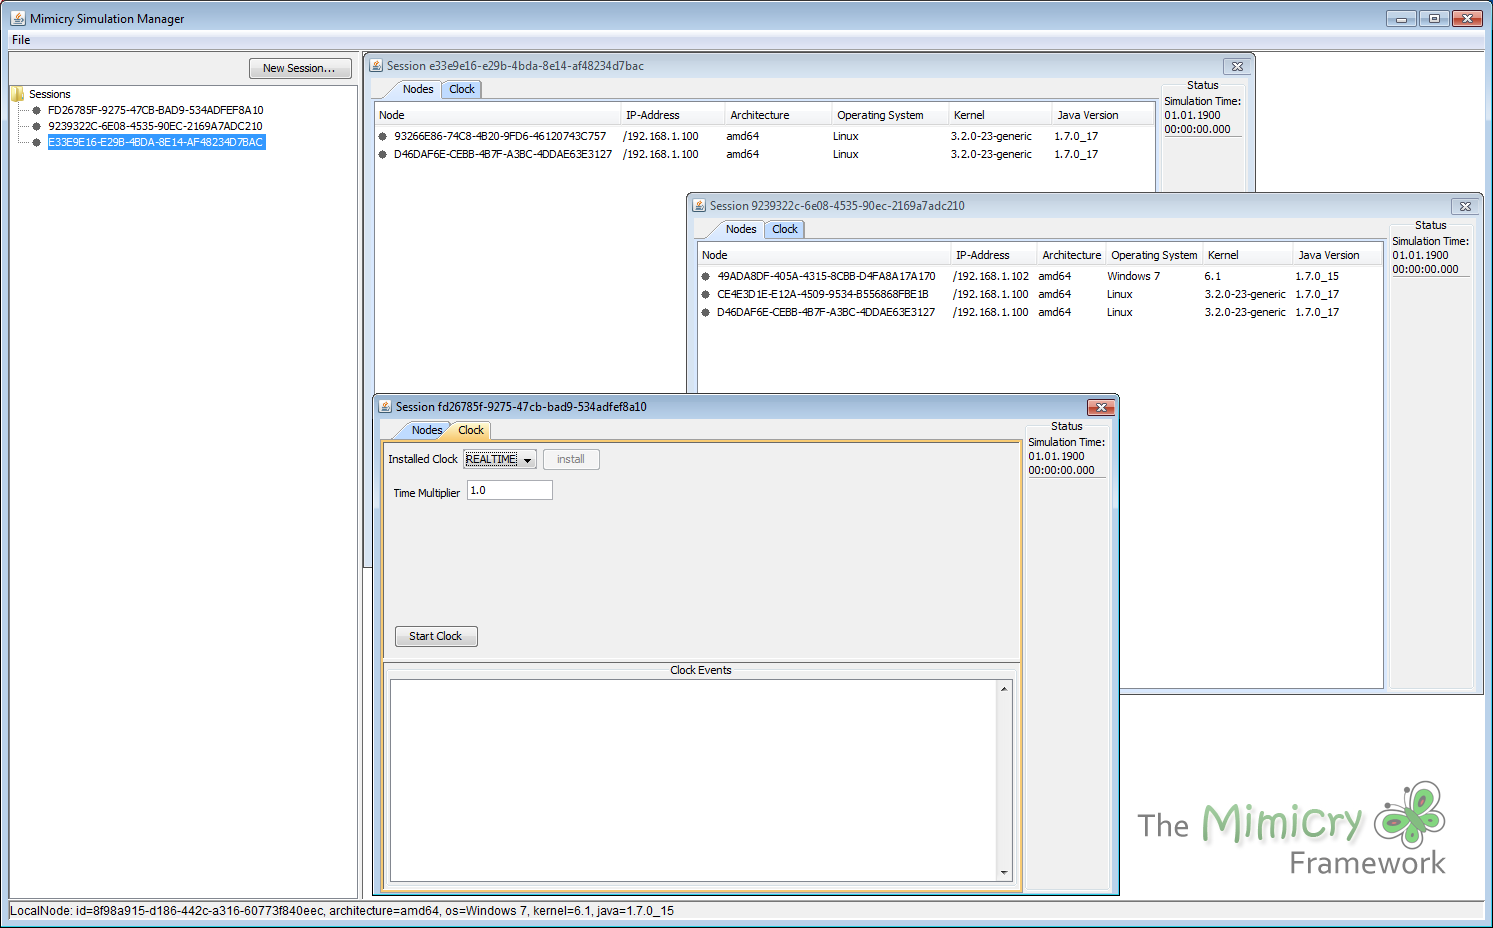 Mimicry Simulation Manager
File
New Session...
Sessions
FD26785F-9275-47CB-BAD9-534ADFEF8A10
9239322C-6E08-4535-90EC-2169A7ADC210
E33E9E16-E29B-4BDA-8E14-AF48234D7BAC
Session e33e9e16-e29b-4bda-8e14-af48234d7bac
Nodes Clock
Node IP-Address Architecture Operating System Kernel Java Version
93266E86-74C8-4B20-9FD6-46120743C757 /192.168.1.100 amd64 Linux 3.2.0-23-generic 1.7.0_17
D46DAF6E-CEBB-4B7F-A3BC-4DDAE63E3127 /192.168.1.100 amd64 Linux 3.2.0-23-generic 1.7.0_17
Status
Simulation Time:
01.01.1900
00:00:00.000
Session 9239322c-6e08-4535-90ec-2169a7adc210
Nodes Clock
Node IP-Address Architecture Operating System Kernel Java Version
49ADA8DF-405A-4315-8CBB-D4FA8A17A170 /192.168.1.102 amd64 Windows 7 6.1 1.7.0_15
CE4E3D1E-E12A-4509-9534-B556868FBE1B /192.168.1.100 amd64 Linux 3.2.0-23-generic 1.7.0_17
D46DAF6E-CEBB-4B7F-A3BC-4DDAE63E3127 /192.168.1.100 amd64 Linux 3.2.0-23-generic 1.7.0_17
Status
Simulation Time:
01.01.1900
00:00:00.000
Session fd26785f-9275-47cb-bad9-534adfef8a10
Nodes Clock
Installed Clock REALTIME install
Time Multiplier 1.0
Start Clock
Clock Events
Status
Simulation Time:
01.01.1900
00:00:00.000
The Mimicry
Framework
LocalNode: id=8f98a915-d186-442c-a316-60773f840eec, architecture=amd64, os=Windows 7, kernel=6.1, java=1.7.0_15